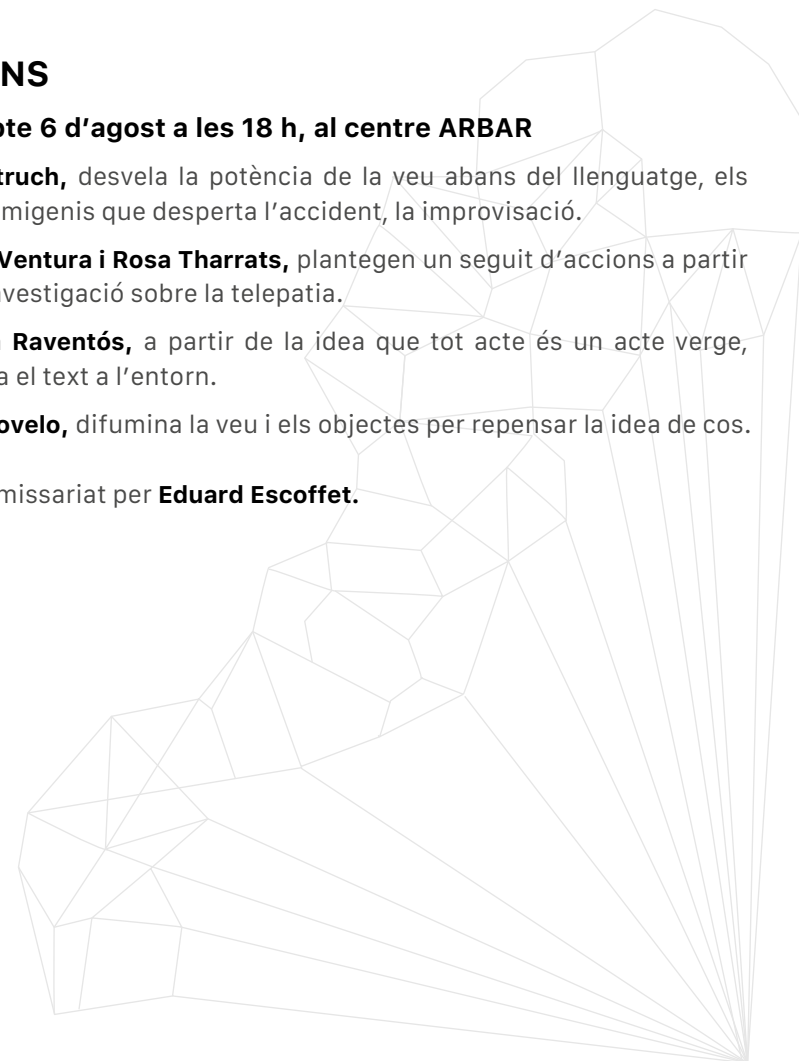 NS
pte 6 d’agost a les 18 h, al centre ARBAR
truch, desvela la potència de la veu abans del llenguatge, els
migenis que desperta l’accident, la improvisació.
Ventura i Rosa Tharrats, plantegen un seguit d’accions a partir
nvestigació sobre la telepatia.
Raventós, a partir de la idea que tot acte és un acte verge,
a el text a l’entorn.
ovelo, difumina la veu i els objectes per repensar la idea de cos.
missariat per Eduard Escoffet.